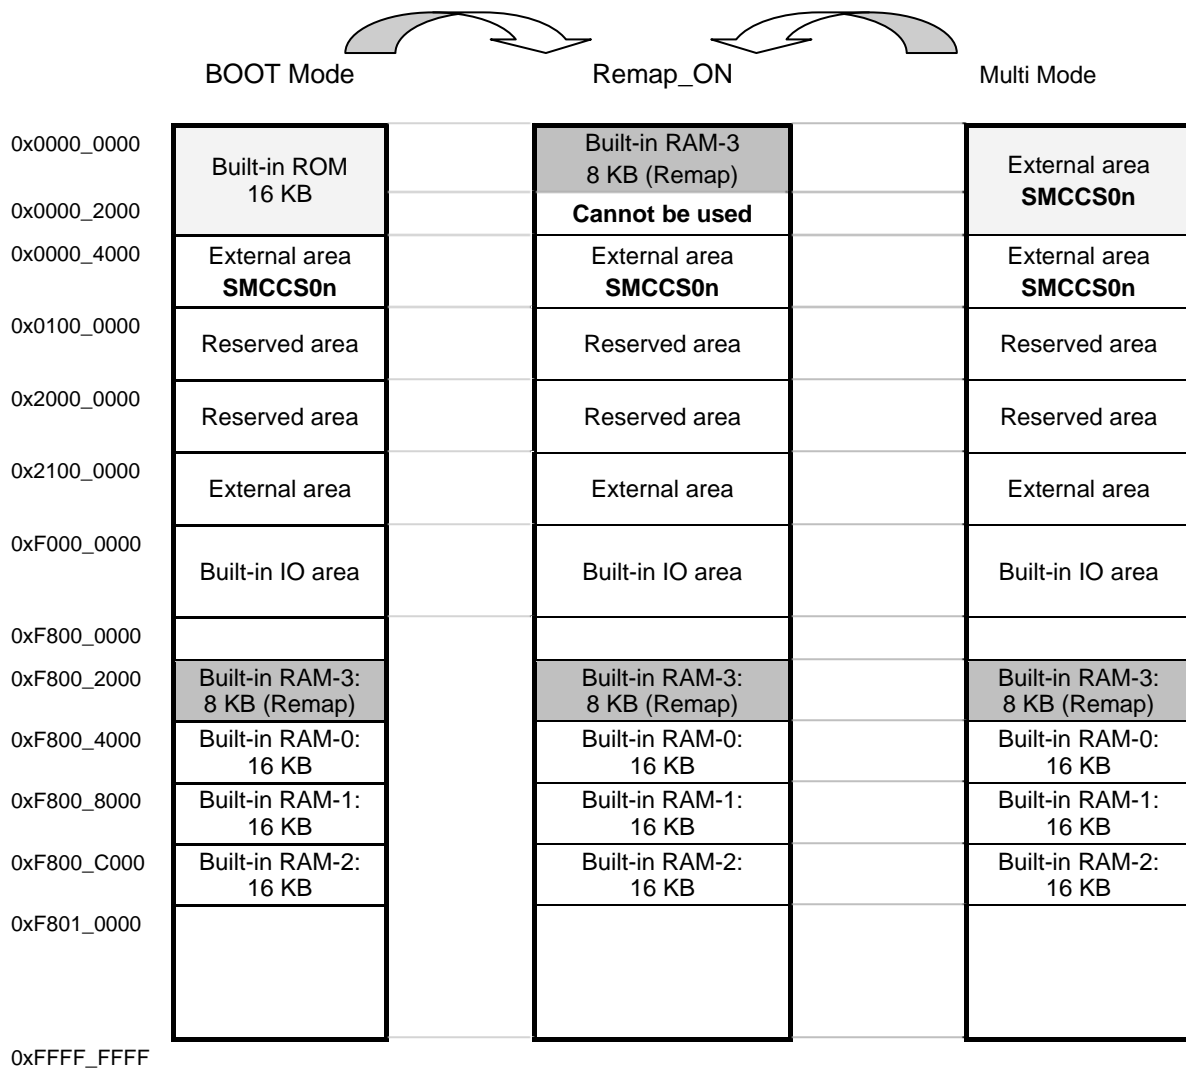 BOOT Mode Remap_ON Multi Mode
0x0000_0000
Built-in ROM
16 KB
Built-in RAM-3
8 KB (Remap)
External area
SMCCS0n
0x0000_2000
Cannot be used
0x0000_4000
External area
SMCCS0n
External area
SMCCS0n
External area
SMCCS0n
0x0100_0000
Reserved area Reserved area Reserved area
0x2000_0000
Reserved area Reserved area Reserved area
0x2100_0000
External area External area External area
0xF000_0000
Built-in IO area Built-in IO area Built-in IO area
0xF800_0000
0xF800_2000
Built-in RAM-3:
8 KB (Remap)
Built-in RAM-3:
8 KB (Remap)
Built-in RAM-3:
8 KB (Remap)
0xF800_4000
Built-in RAM-0:
16 KB
Built-in RAM-0:
16 KB
Built-in RAM-0:
16 KB
0xF800_8000
Built-in RAM-1:
16 KB
Built-in RAM-1:
16 KB
Built-in RAM-1:
16 KB
0xF800_C000
Built-in RAM-2:
16 KB
Built-in RAM-2:
16 KB
Built-in RAM-2:
16 KB
0xF801_0000
0xFFFF_FFFF